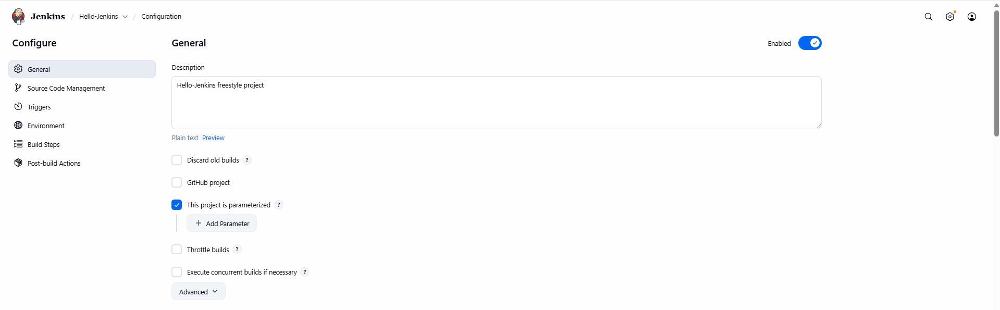 Jenkins / Hello-Jenkins / Configuration
Configure
General
Source Code Management
Triggers
Environment
Build Steps
Post-build Actions
General
Enabled
Description
Hello-Jenkins freestyle project
Plain text Preview
Discard old builds ?
GitHub project
This project is parameterized ?
+ Add Parameter
Throttle builds ?
Execute concurrent builds if necessary ?
Advanced